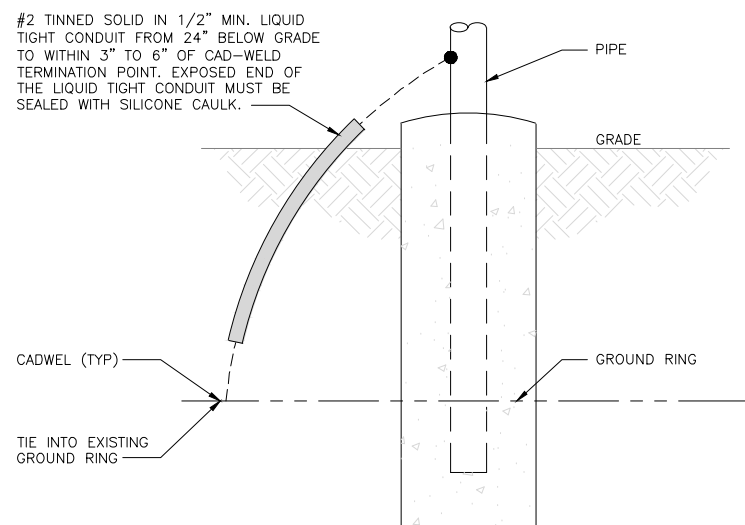 #2 TINNED SOLID IN 1/2" MIN. LIQUID
TIGHT CONDUIT FROM 24" BELOW GRADE
TO WITHIN 3" TO 6" OF CAD-WELD
TERMINATION POINT. EXPOSED END OF
THE LIQUID TIGHT CONDUIT MUST BE
SEALED WITH SILICONE CAULK.
PIPE
GRADE
CADWEL (TYP)
GROUND RING
TIE INTO EXISTING
GROUND RING